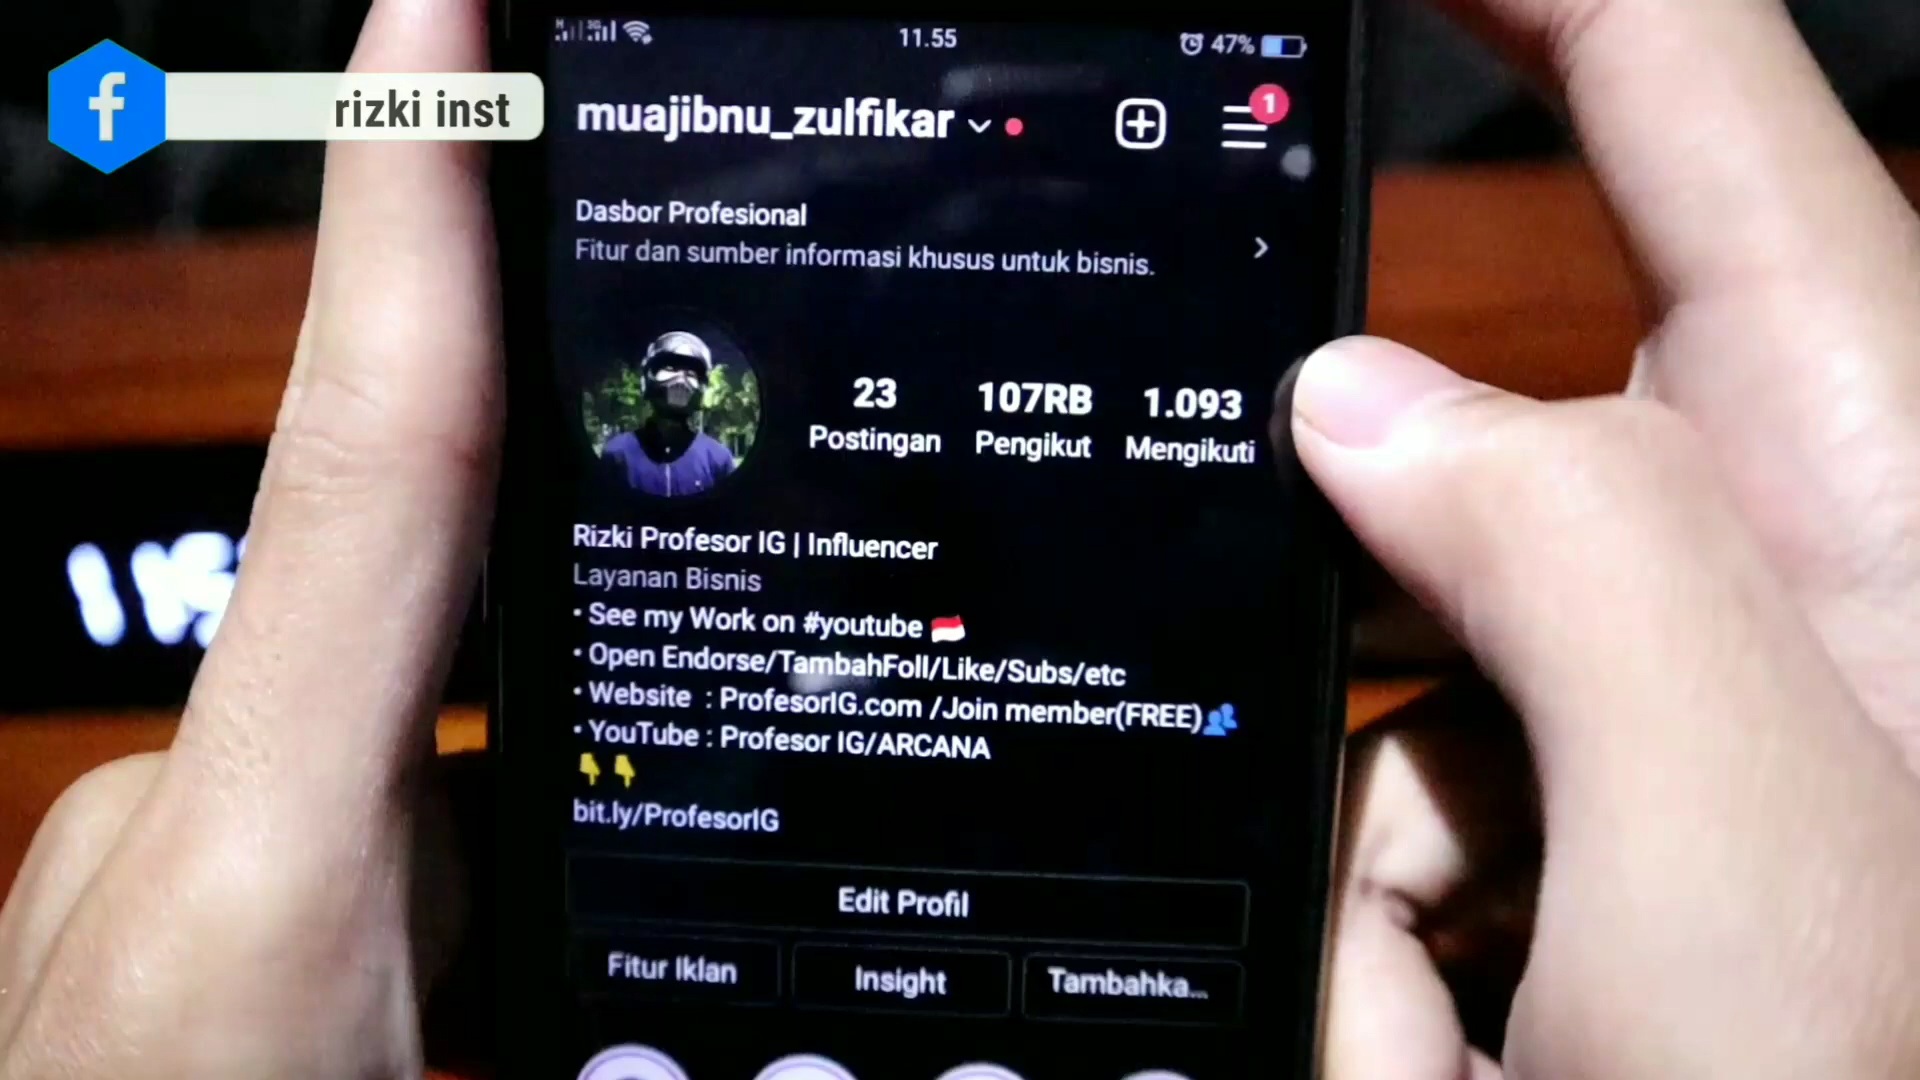 f
rizki inst
11.55
47%
muajibnu_zulfikar
1
Dasbor Profesional
Fitur dan sumber informasi khusus untuk bisnis.
23 107RB 1.093
Postingan Pengikut Mengikuti
Rizki Profesor IG | Influencer
Layanan Bisnis
• See my Work on #youtube 🇮🇩
• Open Endorse/TambahFoll/Like/Subs/etc
• Website : ProfesorIG.com /Join member(FREE)👥
• YouTube : Profesor IG/ARCANA
👇👇
bit.ly/ProfesorIG
Edit Profil
Fitur Iklan Insight Tambahka...